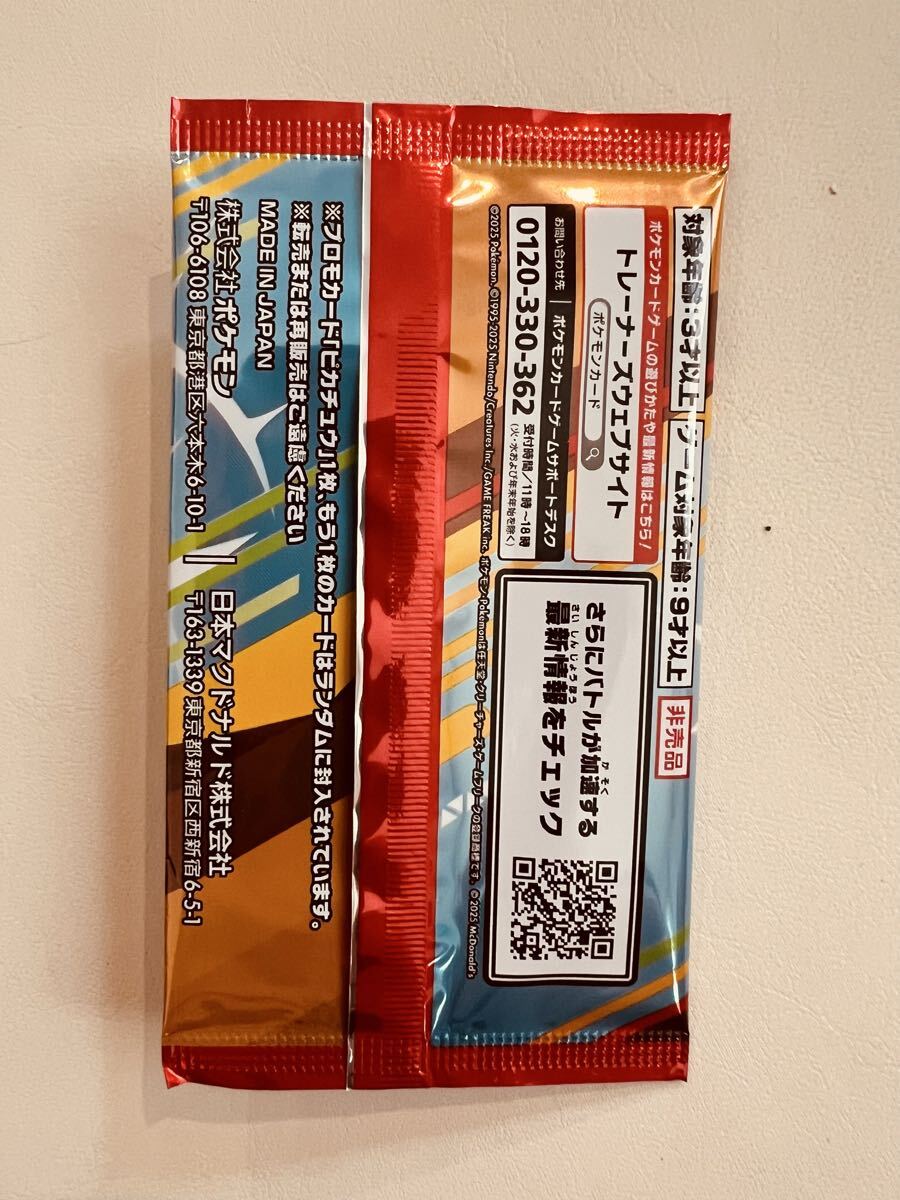 対象年齢:3才以上 ゲーム対象年齢:9才以上 非売品
ポケモンカードゲームの遊びかたや最新情報はこちら!
トレーナーズウェブサイト
ポケモンカード
お問い合わせ先 ポケモンカードゲームサポートデスク
0120-330-362 受付時間/11時〜18時
(火・水および年末年始を除く)
さらにバトルが加速する
かそく
最新情報をチェック
さいしんじょうほう
©2025 Pokémon. ©1995-2025 Nintendo/Creatures Inc./GAME FREAK inc. ポケモン・Pokémonは任天堂・クリーチャーズ・ゲームフリークの登録商標です。 © 2025 McDonald's
※プロモカード「ピカチュウ」1枚、もう1枚のカードはランダムに封入されています。
※転売または再販売はご遠慮ください
MADE IN JAPAN
株式会社ポケモン
〒106-6108 東京都港区六本木6-10-1
日本マクドナルド株式会社
〒163-1339 東京都新宿区西新宿6-5-1